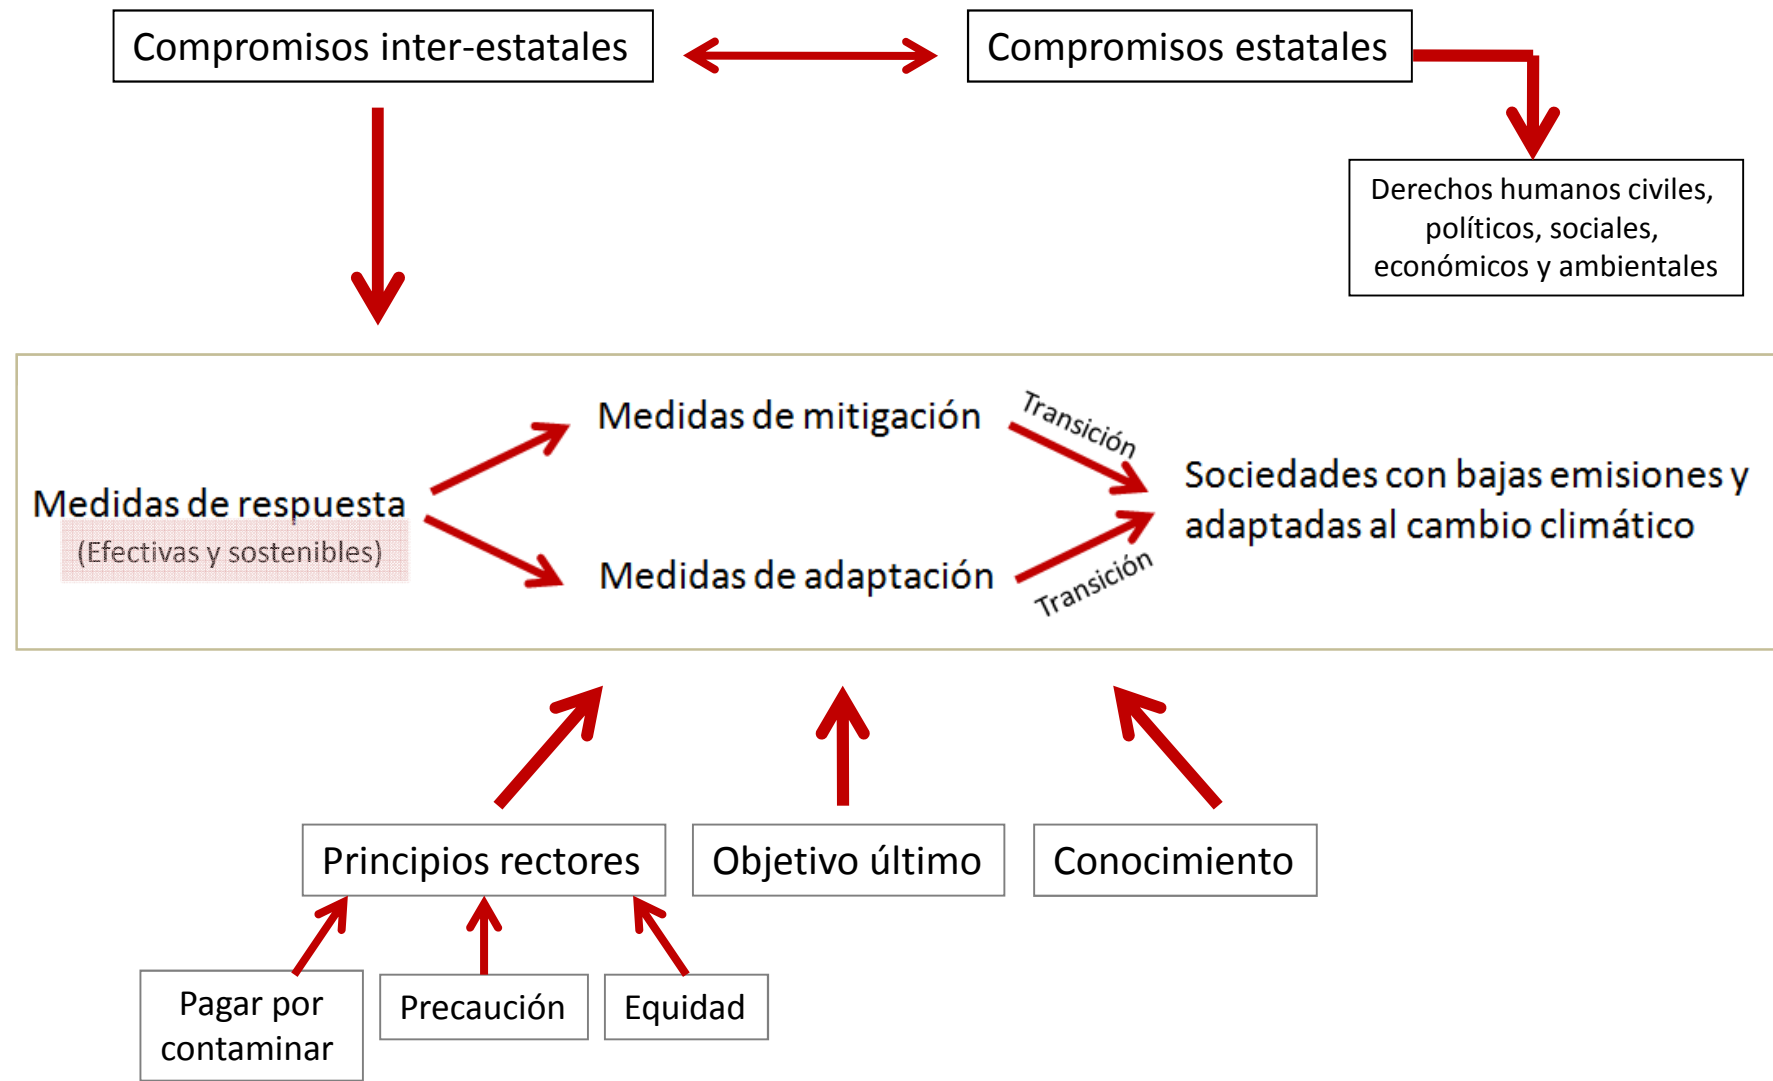 Compromisos inter-estatales
Compromisos estatales
Derechos humanos civiles,
políticos, sociales,
económicos y ambientales
Medidas de mitigación
Transición
Medidas de respuesta
(Efectivas y sostenibles)
Sociedades con bajas emisiones y
adaptadas al cambio climático
Medidas de adaptación
Transición
Principios rectores
Objetivo último
Conocimiento
Pagar por
contaminar
Precaución
Equidad